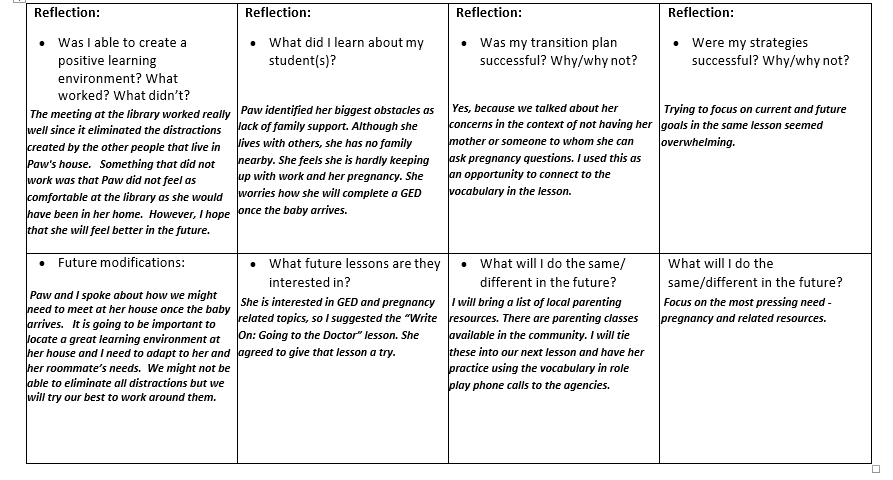 Reflection:
• Was I able to create a
positive learning
environment? What
worked? What didn't?
The meeting at the library worked really
well since it eliminated the distractions
created by the other people that live in
Paw's house. Something that did not
work was that Paw did not feel as
comfortable at the library as she would
have been in her home. However, I hope
that she will feel better in the future.
Reflection:
• What did I learn about my
student(s)?
Paw identified her biggest obstacles as
lack of family support. Although she
lives with others, she has no family
nearby. She feels she is hardly keeping
up with work and her pregnancy. She
worries how she will complete a GED
once the baby arrives.
Reflection:
• Was my transition plan
successful? Why/why not?
Yes, because we talked about her
concerns in the context of not having her
mother or someone to whom she can
ask pregnancy questions. I used this as
an opportunity to connect to the
vocabulary in the lesson.
Reflection:
• Were my strategies
successful? Why/why not?
Trying to focus on current and future
goals in the same lesson seemed
overwhelming.
• Future modifications:
Paw and I spoke about how we might
need to meet at her house once the baby
arrives. It is going to be important to
locate a great learning environment at
her house and I need to adapt to her and
her roommate's needs. We might not be
able to eliminate all distractions but we
will try our best to work around them.
• What future lessons are they
interested in?
She is interested in GED and pregnancy
related topics, so I suggested the "Write
On: Going to the Doctor" lesson. She
agreed to give that lesson a try.
• What will I do the same/
different in the future?
I will bring a list of local parenting
resources. There are parenting classes
available in the community. I will tie
these into our next lesson and have her
practice using the vocabulary in role
play phone calls to the agencies.
What will I do the
same/different in the future?
Focus on the most pressing need -
pregnancy and related resources.